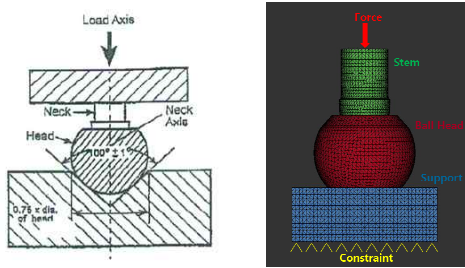 Load Axis
Neck
Neck
Axis
Head
100° ± 1°
0.75 x dia.
of head
Force
Stem
Ball Head
Support
Constraint